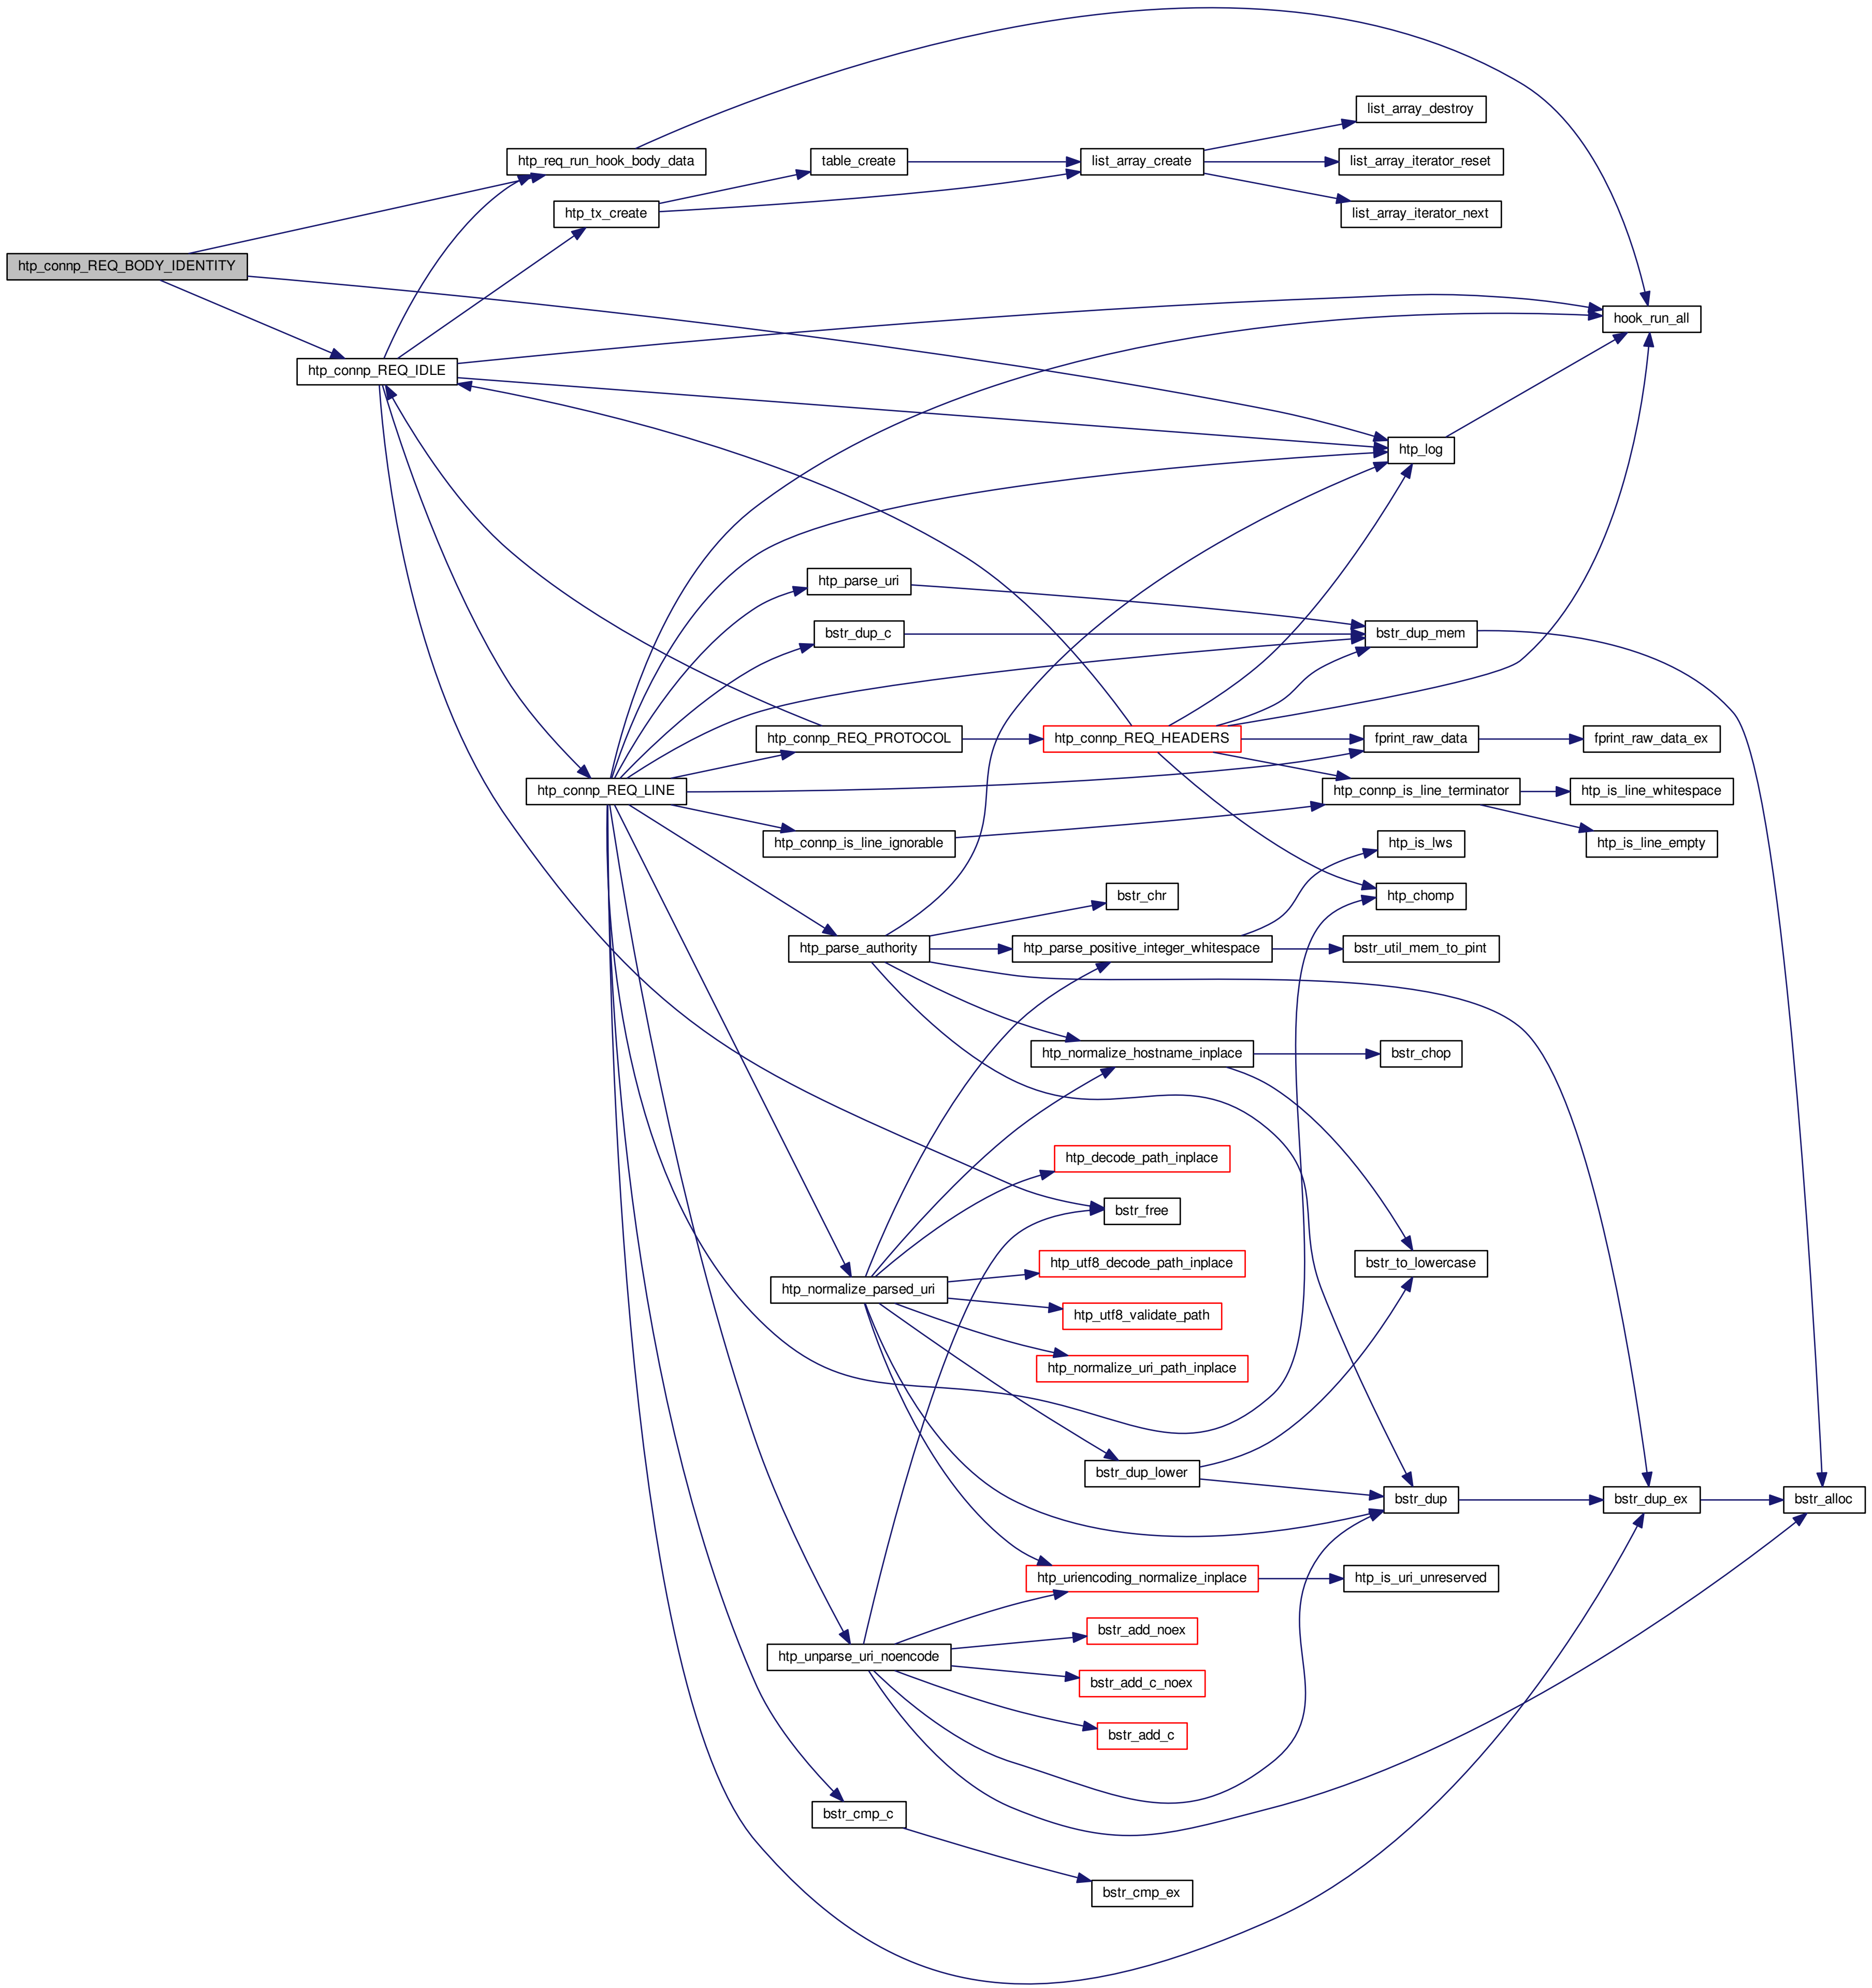 list_array_destroy
htp_req_run_hook_body_data
table_create
list_array_create
list_array_iterator_reset
htp_tx_create
list_array_iterator_next
htp_connp_REQ_BODY_IDENTITY
hook_run_all
htp_connp_REQ_IDLE
htp_log
htp_parse_uri
bstr_dup_c
bstr_dup_mem
htp_connp_REQ_PROTOCOL
htp_connp_REQ_HEADERS
fprint_raw_data
fprint_raw_data_ex
htp_connp_REQ_LINE
htp_connp_is_line_terminator
htp_is_line_whitespace
htp_connp_is_line_ignorable
htp_is_lws
htp_is_line_empty
bstr_chr
htp_chomp
htp_parse_authority
htp_parse_positive_integer_whitespace
bstr_util_mem_to_pint
htp_normalize_hostname_inplace
bstr_chop
htp_decode_path_inplace
bstr_free
htp_utf8_decode_path_inplace
bstr_to_lowercase
htp_normalize_parsed_uri
htp_utf8_validate_path
htp_normalize_uri_path_inplace
bstr_dup_lower
bstr_dup
bstr_dup_ex
bstr_alloc
htp_uriencoding_normalize_inplace
htp_is_uri_unreserved
bstr_add_noex
htp_unparse_uri_noencode
bstr_add_c_noex
bstr_add_c
bstr_cmp_c
bstr_cmp_ex